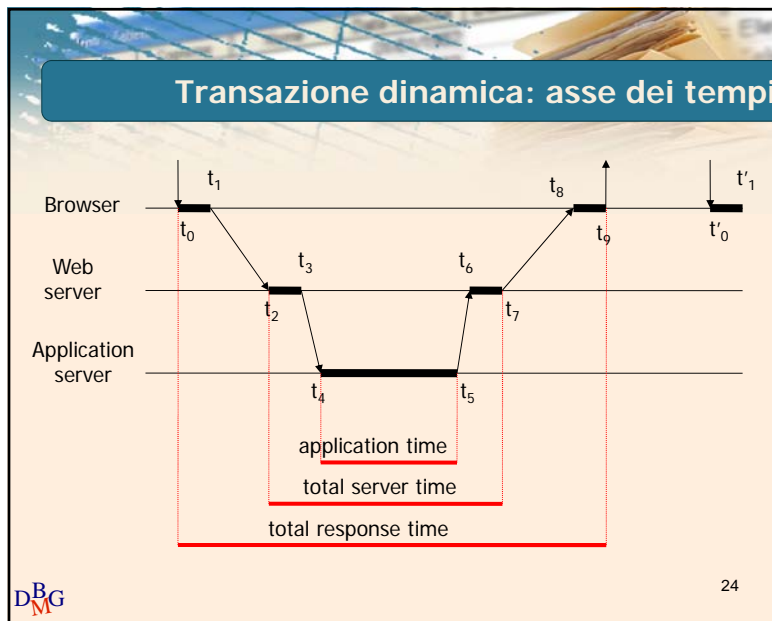 Transazione dinamica: asse dei tempi
t1
t8
t'1
Browser
t0
t9
t'0
Web
server
t3
t6
t2
t7
Application
server
t4
t5
application time
total server time
total response time
DBMG
24